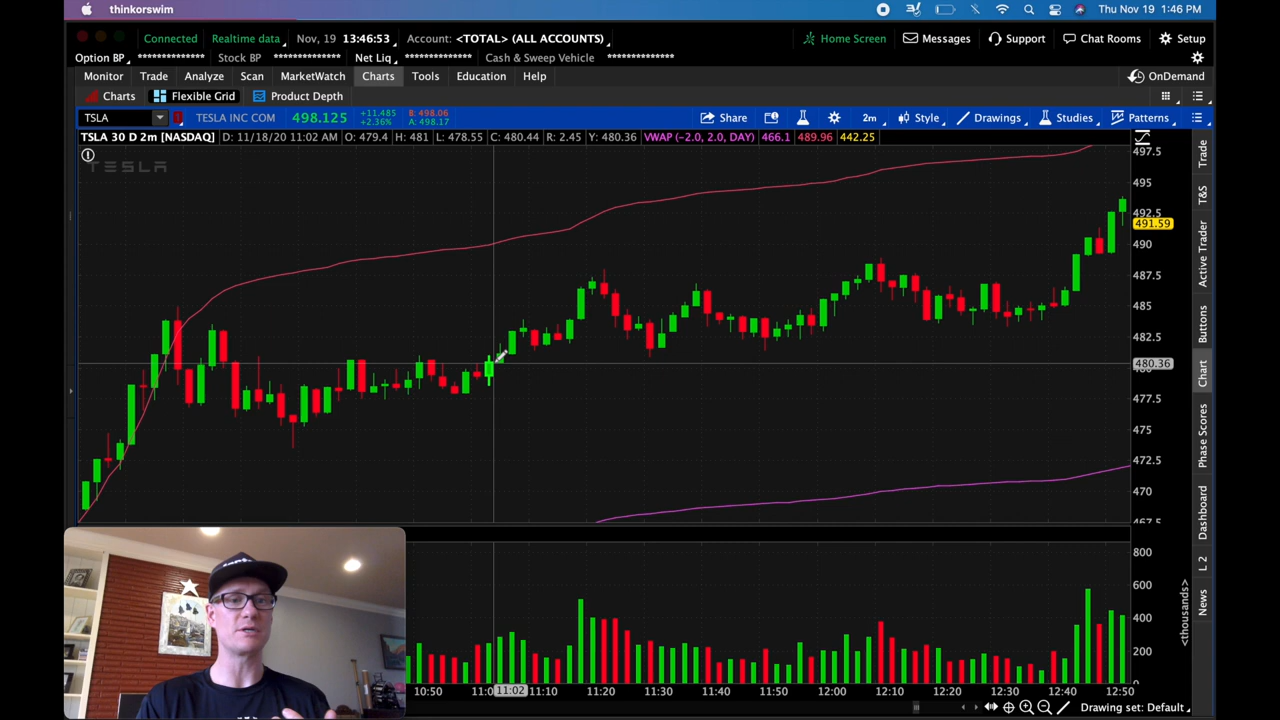 thinkorswim Thu Nov 19 1:46 PM
Connected Realtime data Nov, 19 13:46:53 Account: <TOTAL> (ALL ACCOUNTS) Home Screen Messages Support Chat Rooms Setup
Option BP ************** Stock BP ************** Net Liq ************** Cash & Sweep Vehicle **************
Monitor Trade Analyze Scan MarketWatch Charts Tools Education Help OnDemand
Charts Flexible Grid Product Depth
TSLA TESLA INC COM 498.125 +11.485 B: 498.06 Share 2m Style Drawings Studies Patterns
+2.36% A: 498.17
TSLA 30 D 2m [NASDAQ] D: 11/18/20 11:02 AM O: 479.4 H: 481 L: 478.55 C: 480.44 R: 2.45 Y: 480.36 VWAP (-2.0, 2.0, DAY) 466.1 489.96 442.25
TESLA
497.5
495
492.5
491.59
490
487.5
485
482.5
480.36
477.5
475
472.5
470
467.5
800
600
400
200
0
<thousands>
10:50 11:02 11:10 11:20 11:30 11:40 11:50 12:00 12:10 12:20 12:30 12:40 12:50
Drawing set: Default
Trade
T&S
Active Trader
Buttons
Chart
Phase Scores
Dashboard
L 2
News